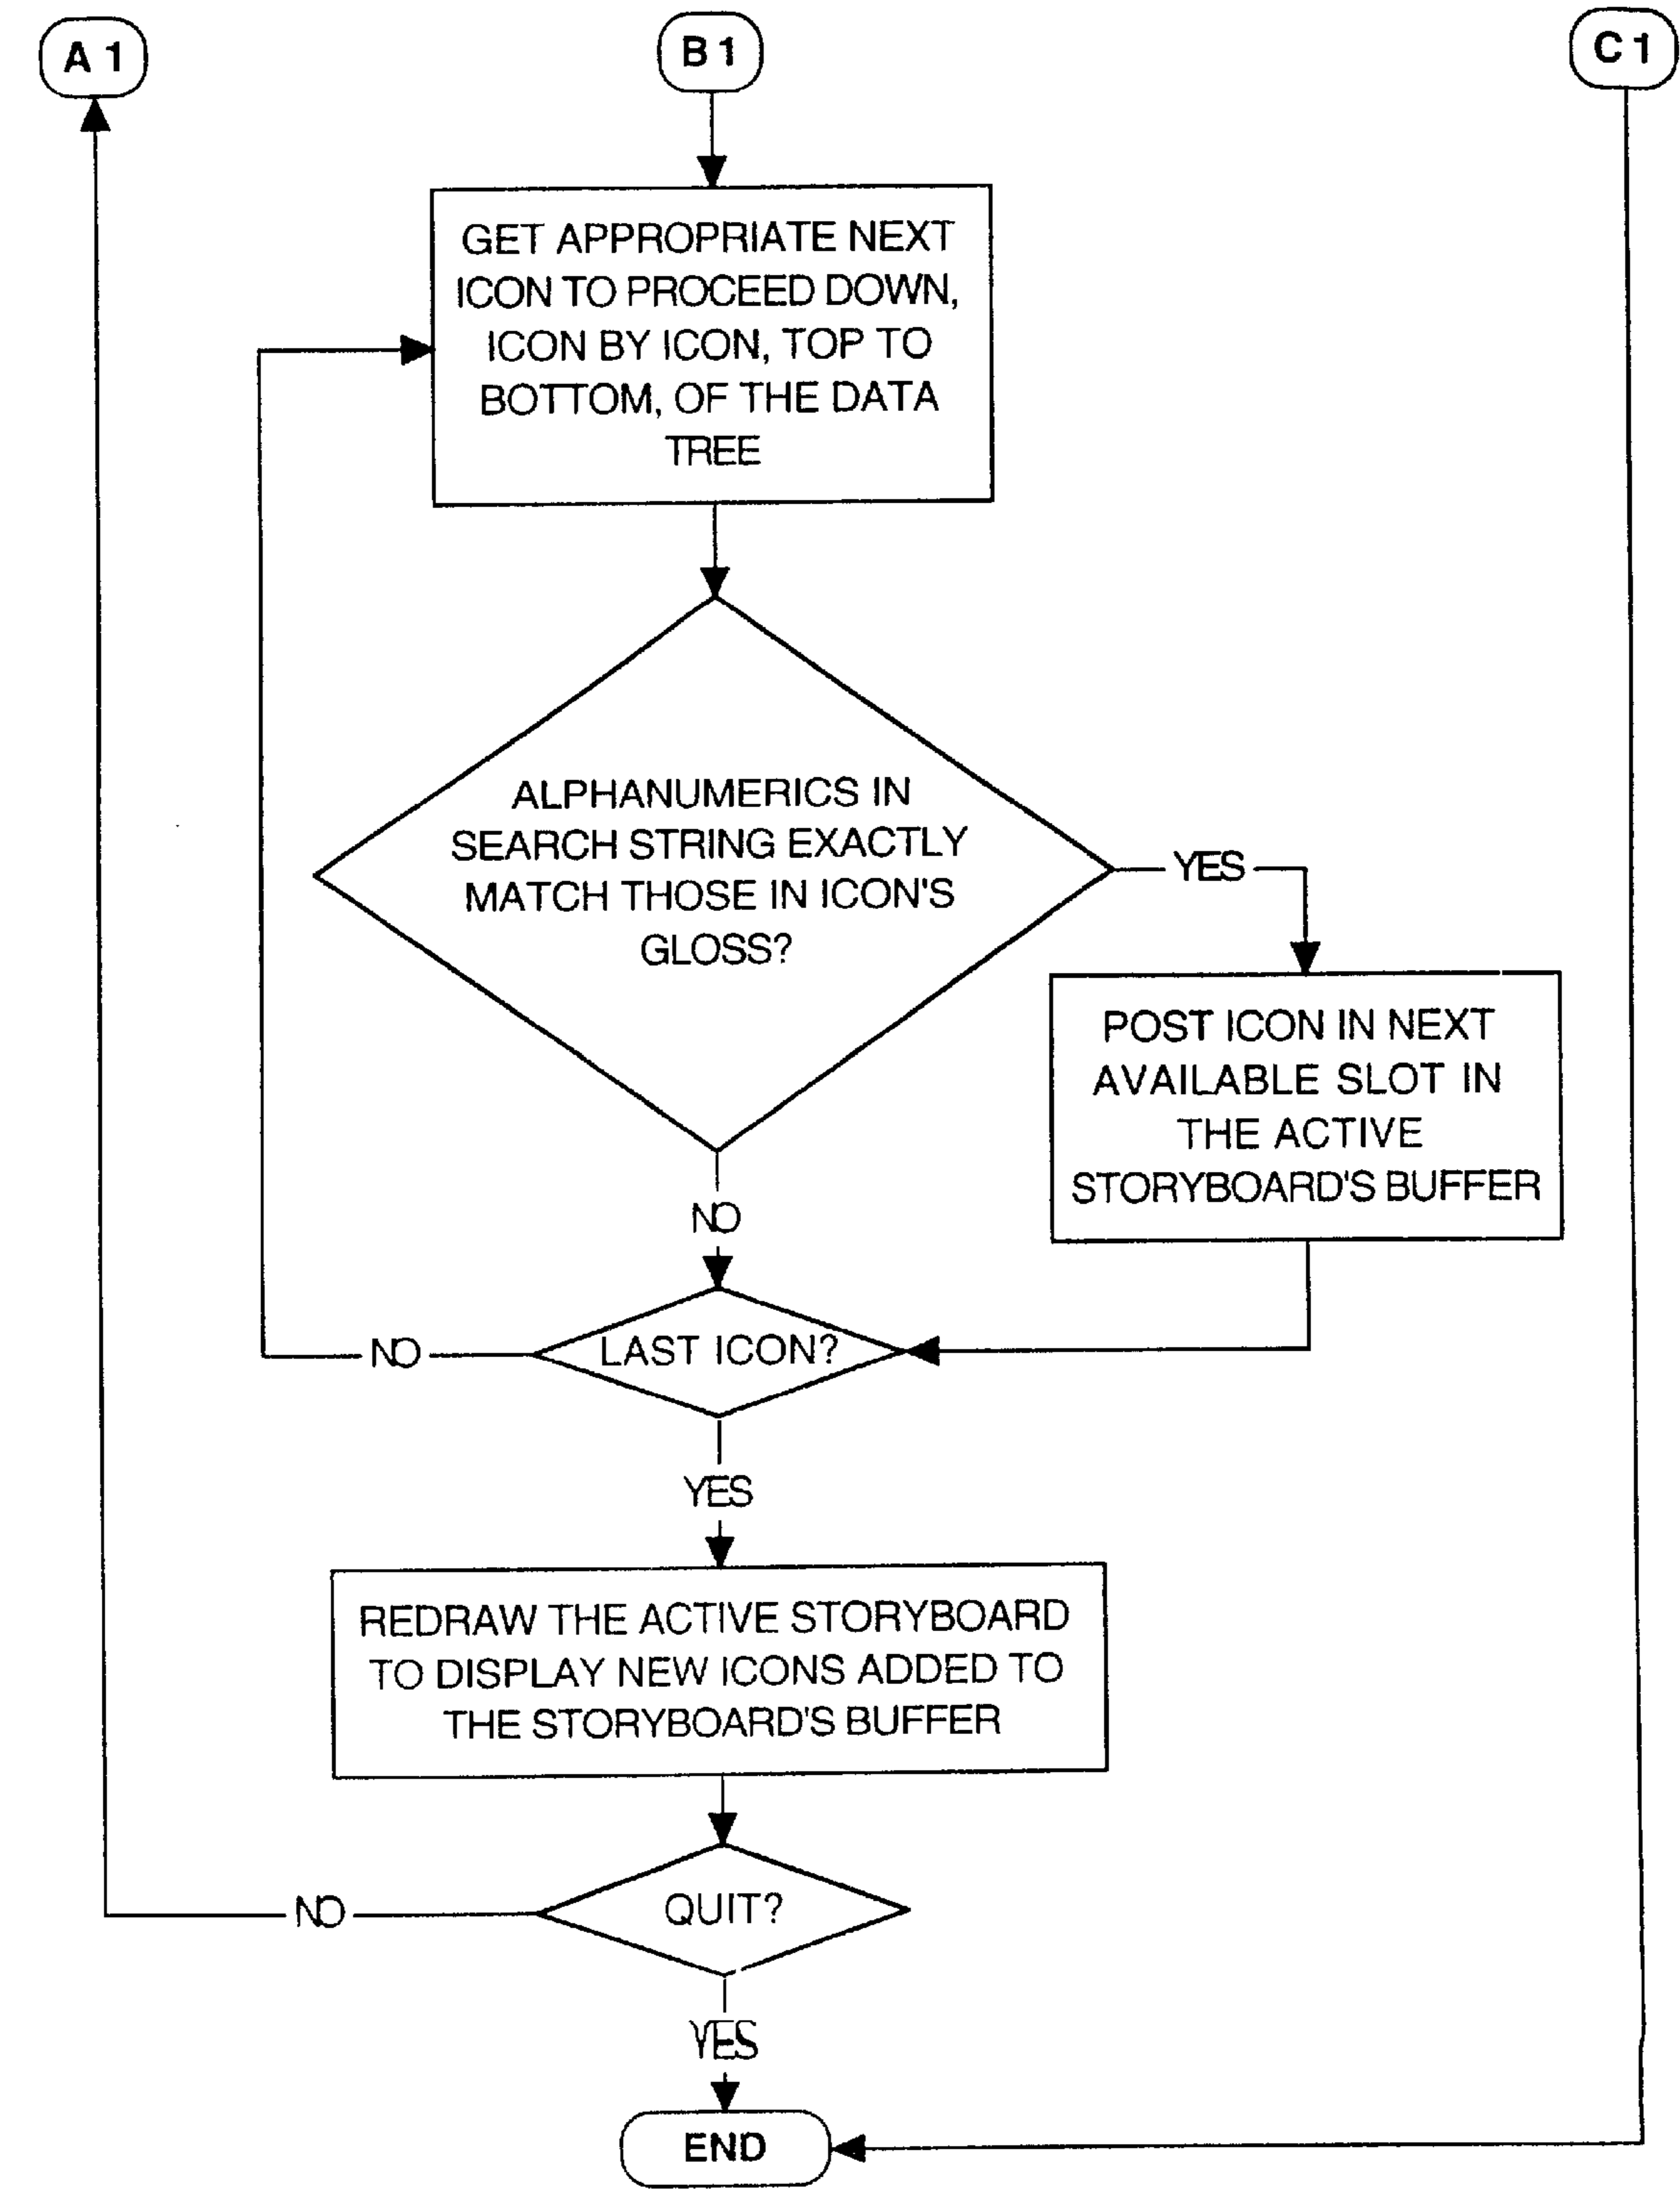 A 1
B 1
C 1
GET APPROPRIATE NEXT
ICON TO PROCEED DOWN,
ICON BY ICON, TOP TO
BOTTOM, OF THE DATA
TREE
ALPHANUMERICS IN
SEARCH STRING EXACTLY
MATCH THOSE IN ICON'S
GLOSS?
YES
POST ICON IN NEXT
AVAILABLE SLOT IN
THE ACTIVE
STORYBOARD'S BUFFER
NO
LAST ICON?
NO
YES
REDRAW THE ACTIVE STORYBOARD
TO DISPLAY NEW ICONS ADDED TO
THE STORYBOARD'S BUFFER
QUIT?
NO
YES
END